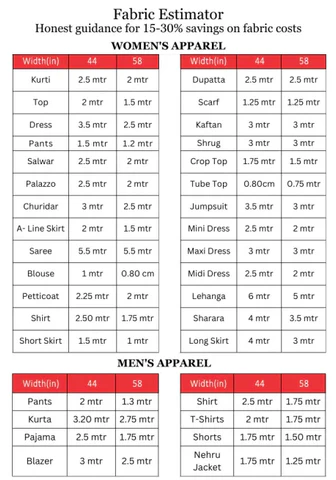 Fabric Estimator
Honest guidance for 15-30% savings on fabric costs
WOMEN'S APPAREL
Width(in) 44 58
Kurti 2.5 mtr 2 mtr
Top 2 mtr 1.5 mtr
Dress 3.5 mtr 2.5 mtr
Pants 1.5 mtr 1.2 mtr
Salwar 2.5 mtr 2 mtr
Palazzo 2.5 mtr 2 mtr
Churidar 3 mtr 2.5 mtr
A- Line Skirt 2 mtr 1.5 mtr
Saree 5.5 mtr 5.5 mtr
Blouse 1 mtr 0.80 cm
Petticoat 2.25 mtr 2 mtr
Shirt 2.50 mtr 1.75 mtr
Short Skirt 1.5 mtr 1 mtr
Width(in) 44 58
Dupatta 2.5 mtr 2.5 mtr
Scarf 1.25 mtr 1.25 mtr
Kaftan 3 mtr 3 mtr
Shrug 3 mtr 3 mtr
Crop Top 1.75 mtr 1.5 mtr
Tube Top 0.80cm 0.75 mtr
Jumpsuit 3.5 mtr 3 mtr
Mini Dress 2.5 mtr 2 mtr
Maxi Dress 3 mtr 3 mtr
Midi Dress 2.5 mtr 2 mtr
Lehanga 6 mtr 5 mtr
Sharara 4 mtr 3.5 mtr
Long Skirt 4 mtr 3 mtr
MEN'S APPAREL
Width(in) 44 58
Pants 2 mtr 1.3 mtr
Kurta 3.20 mtr 2.75 mtr
Pajama 2.5 mtr 1.75 mtr
Blazer 3 mtr 2.5 mtr
Width(in) 44 58
Shirt 2.5 mtr 1.75 mtr
T-Shirts 2 mtr 1.75 mtr
Shorts 1.75 mtr 1.50 mtr
Nehru
Jacket 1.75 mtr 1.25 mtr